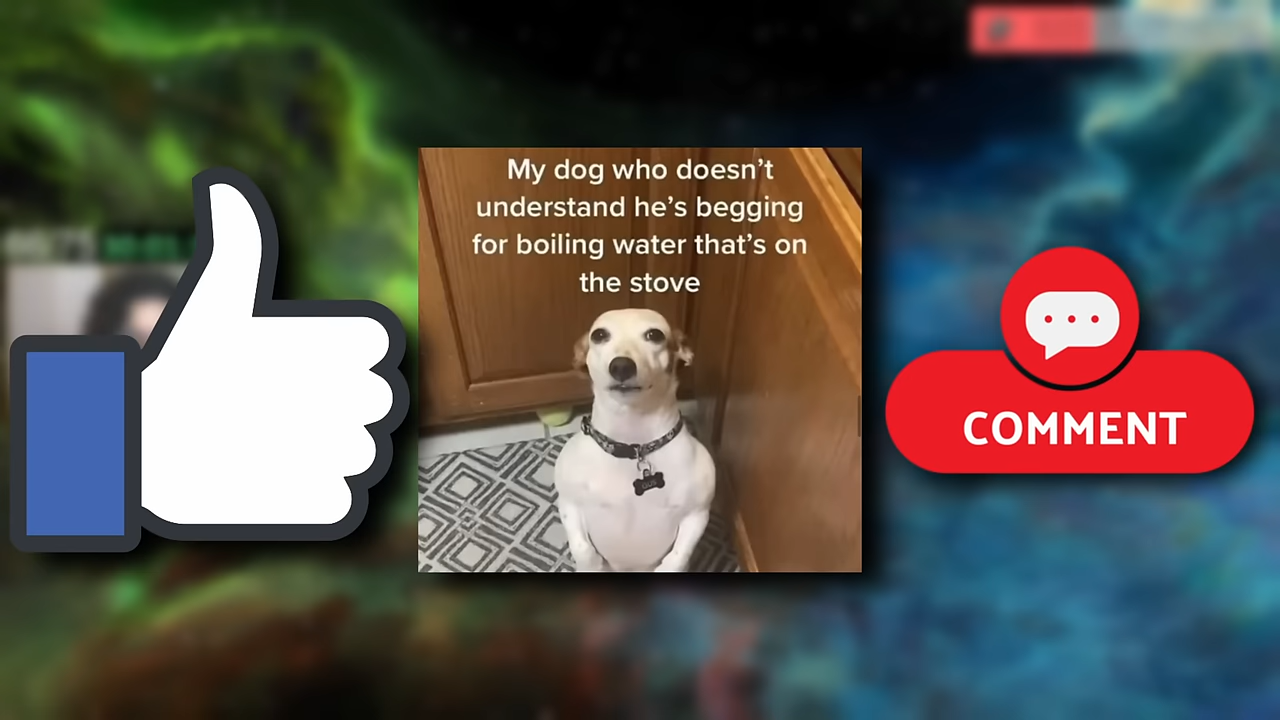 My dog who doesn't
understand he's begging
for boiling water that's on
the stove
COMMENT